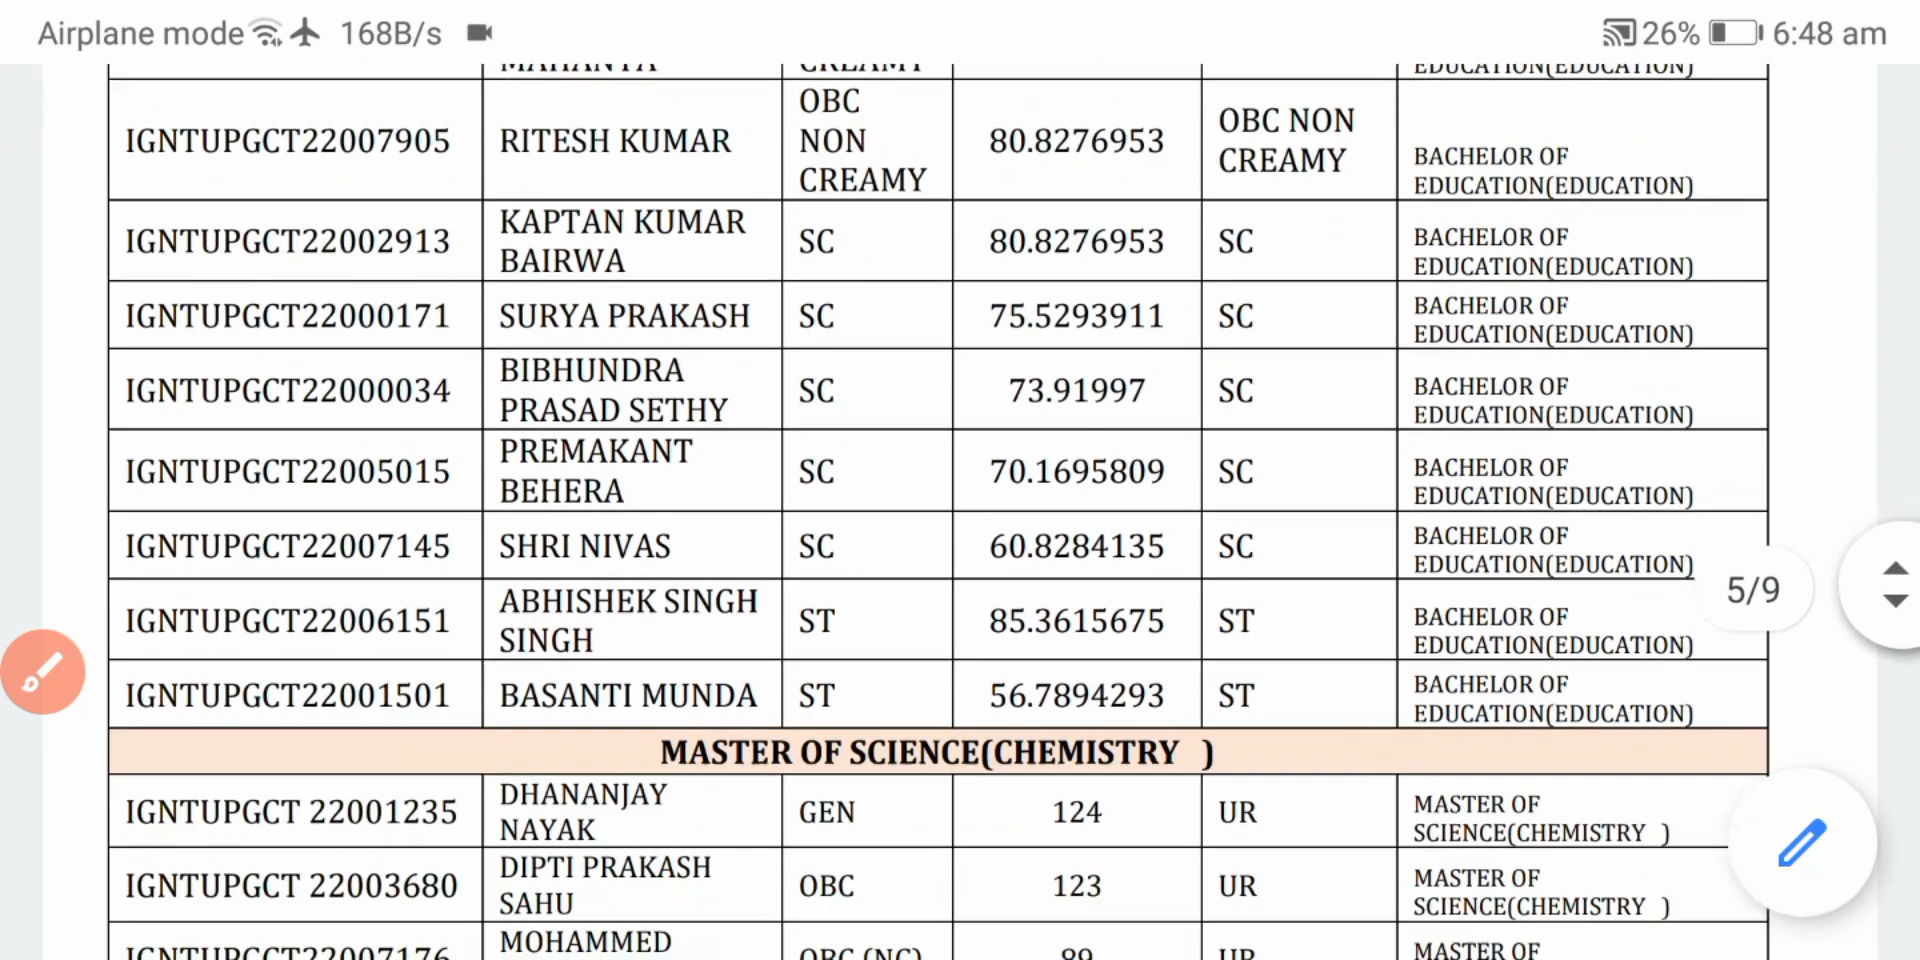 Airplane mode 168B/s 26% 6:48 am
MAHANTA CREAMY EDUCATION(EDUCATION)
IGNTUPGCT22007905 RITESH KUMAR OBC NON CREAMY 80.8276953 OBC NON CREAMY BACHELOR OF EDUCATION(EDUCATION)
IGNTUPGCT22002913 KAPTAN KUMAR BAIRWA SC 80.8276953 SC BACHELOR OF EDUCATION(EDUCATION)
IGNTUPGCT22000171 SURYA PRAKASH SC 75.5293911 SC BACHELOR OF EDUCATION(EDUCATION)
IGNTUPGCT22000034 BIBHUNDRA PRASAD SETHY SC 73.91997 SC BACHELOR OF EDUCATION(EDUCATION)
IGNTUPGCT22005015 PREMAKANT BEHERA SC 70.1695809 SC BACHELOR OF EDUCATION(EDUCATION)
IGNTUPGCT22007145 SHRI NIVAS SC 60.8284135 SC BACHELOR OF EDUCATION(EDUCATION)
5/9
IGNTUPGCT22006151 ABHISHEK SINGH SINGH ST 85.3615675 ST BACHELOR OF EDUCATION(EDUCATION)
IGNTUPGCT22001501 BASANTI MUNDA ST 56.7894293 ST BACHELOR OF EDUCATION(EDUCATION)
MASTER OF SCIENCE(CHEMISTRY )
IGNTUPGCT 22001235 DHANANJAY NAYAK GEN 124 UR MASTER OF SCIENCE(CHEMISTRY )
IGNTUPGCT 22003680 DIPTI PRAKASH SAHU OBC 123 UR MASTER OF SCIENCE(CHEMISTRY )
IGNTUPGCT22007176 MOHAMMED OBC (NC) 89 UR MASTER OF